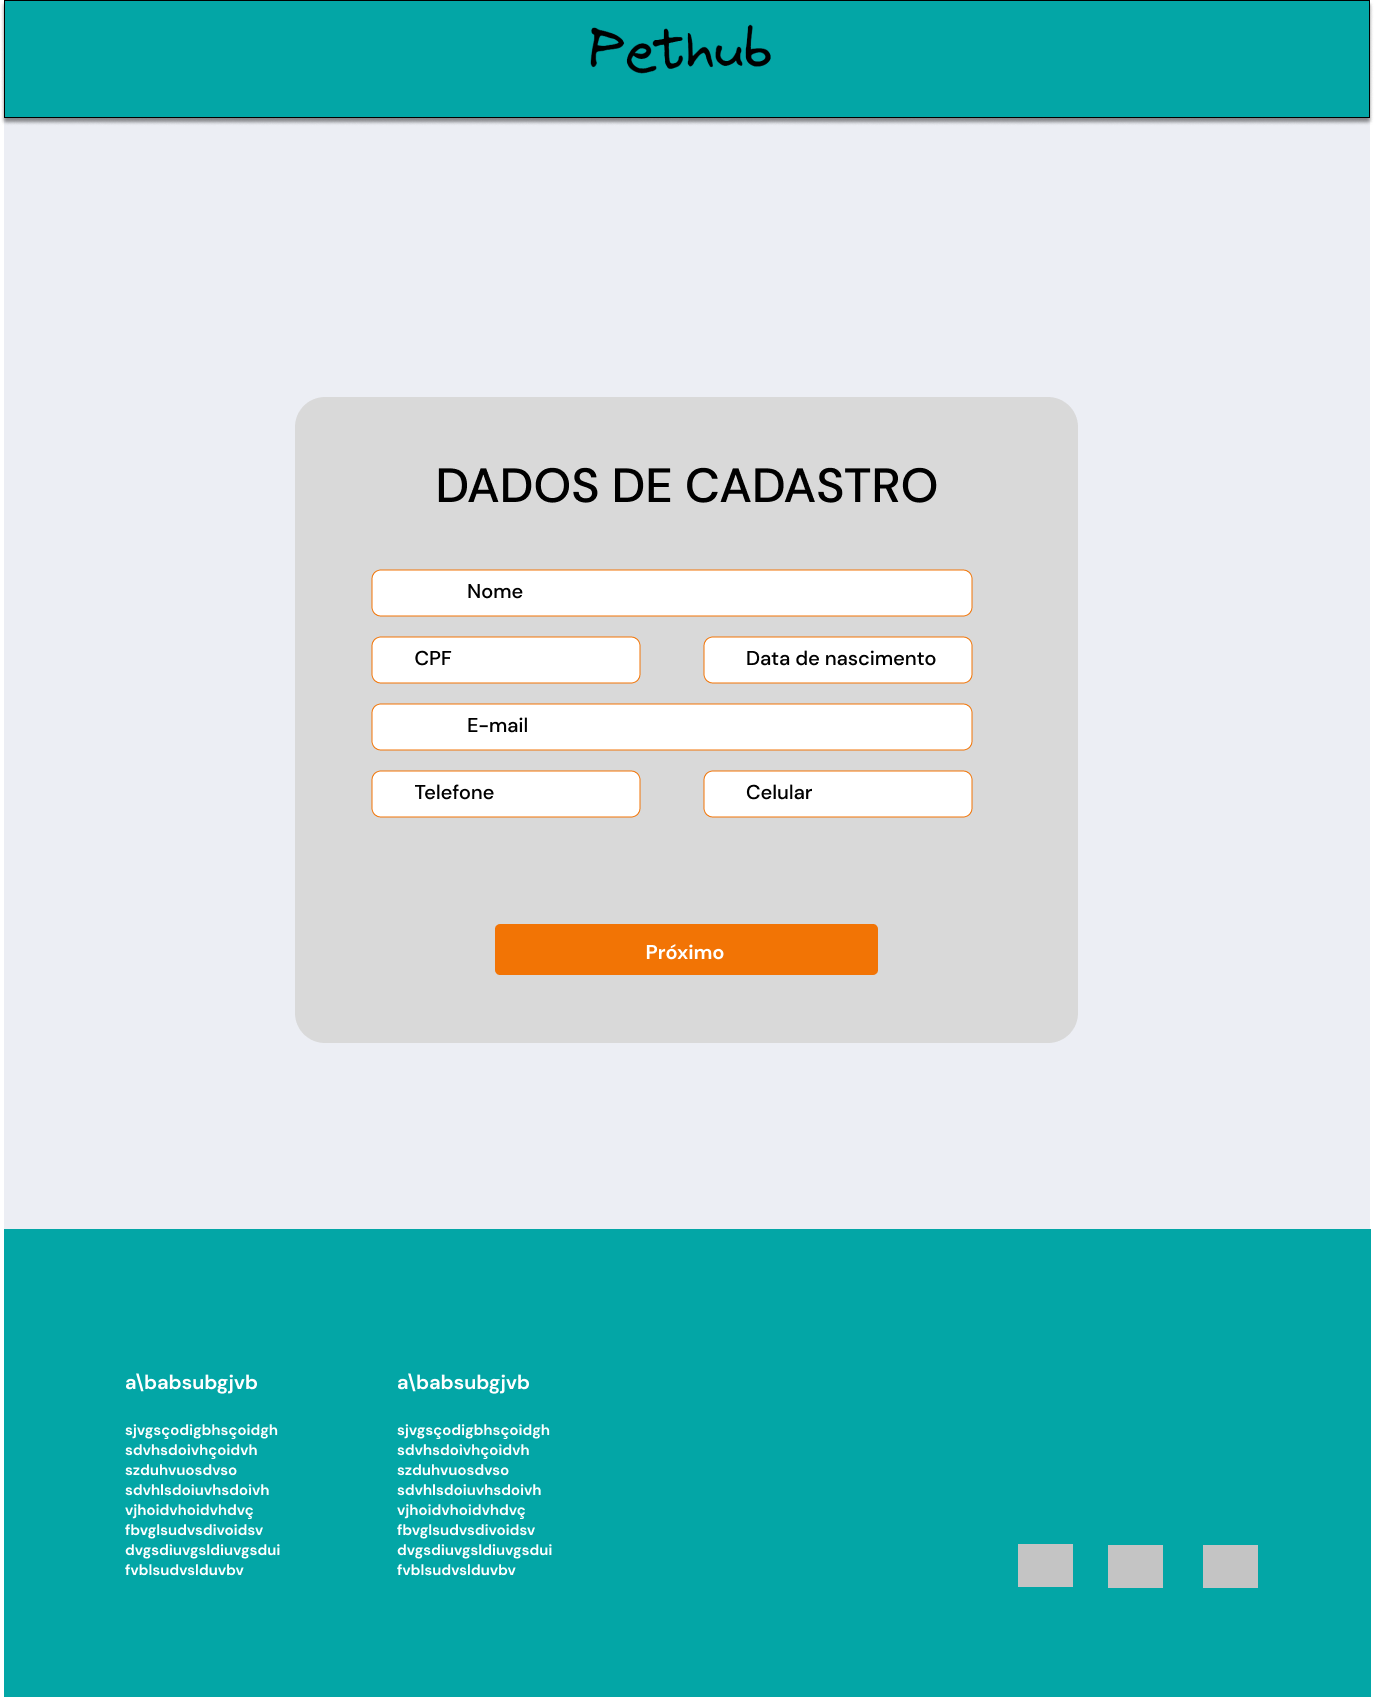 Pethub
DADOS DE CADASTRO
Nome
CPF
Data de nascimento
E-mail
Telefone
Celular
Próximo
a\babsubgjvb
sjvgsçodigbhsçoidgh
sdvhsdoivhçoidvh
szduhvuosdvso
sdvhlsdoiuvhsdoivh
vjhoidvhoidvhdvç
fbvglsudvsdivoidsv
dvgsdiuvgsldiuvgsdui
fvblsudvslduvbv
a\babsubgjvb
sjvgsçodigbhsçoidgh
sdvhsdoivhçoidvh
szduhvuosdvso
sdvhlsdoiuvhsdoivh
vjhoidvhoidvhdvç
fbvglsudvsdivoidsv
dvgsdiuvgsldiuvgsdui
fvblsudvslduvbv